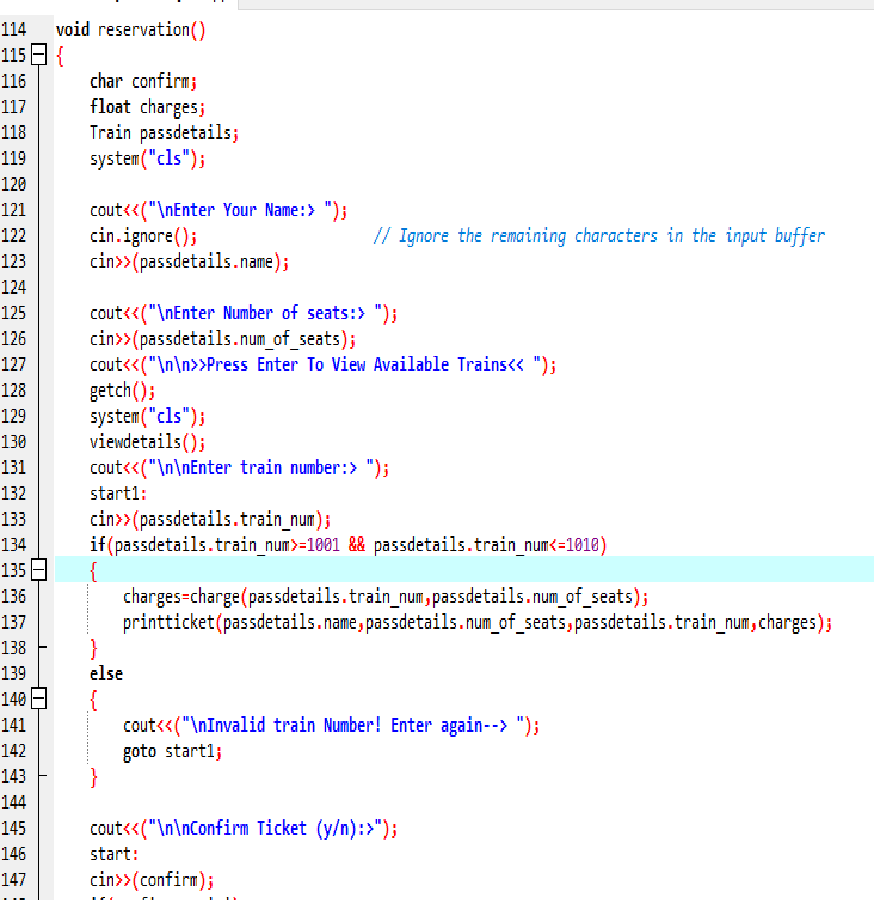 114 void reservation()
115 {
116 char confirm;
117 float charges;
118 Train passdetails;
119 system("cls");
120
121 cout<<("\nEnter Your Name:> ");
122 cin.ignore(); // Ignore the remaining characters in the input buffer
123 cin>>(passdetails.name);
124
125 cout<<("\nEnter Number of seats:> ");
126 cin>>(passdetails.num_of_seats);
127 cout<<("\n\n>>Press Enter To View Available Trains<< ");
128 getch();
129 system("cls");
130 viewdetails();
131 cout<<("\n\nEnter train number:> ");
132 start1:
133 cin>>(passdetails.train_num);
134 if(passdetails.train_num>=1001 && passdetails.train_num<=1010)
135 {
136 charges=charge(passdetails.train_num,passdetails.num_of_seats);
137 printticket(passdetails.name,passdetails.num_of_seats,passdetails.train_num,charges);
138 }
139 else
140 {
141 cout<<("\nInvalid train Number! Enter again--> ");
142 goto start1;
143 }
144
145 cout<<("\n\nConfirm Ticket (y/n):>");
146 start:
147 cin>>(confirm);